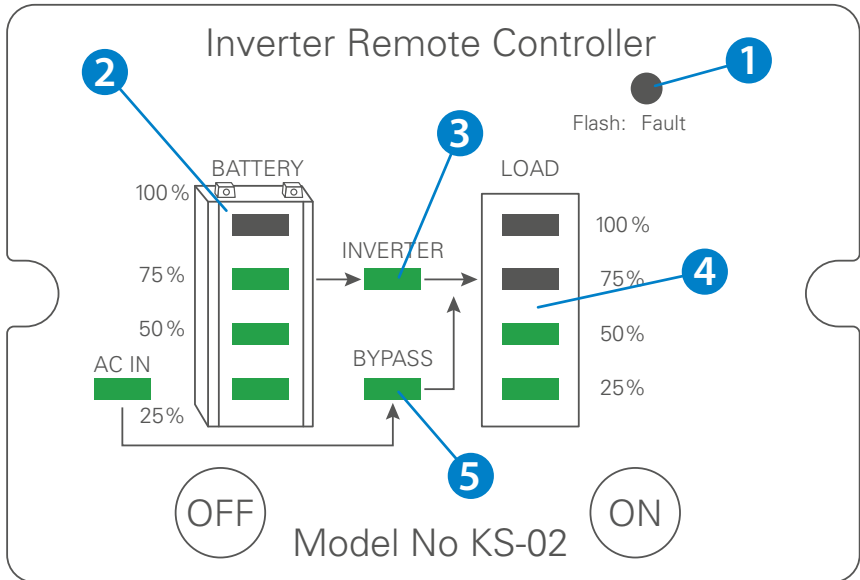 Inverter Remote Controller
1
2
Flash: Fault
3
BATTERY
LOAD
100%
100%
INVERTER
75%
75%
4
50%
50%
AC IN
BYPASS
25%
25%
5
OFF
ON
Model No KS-02